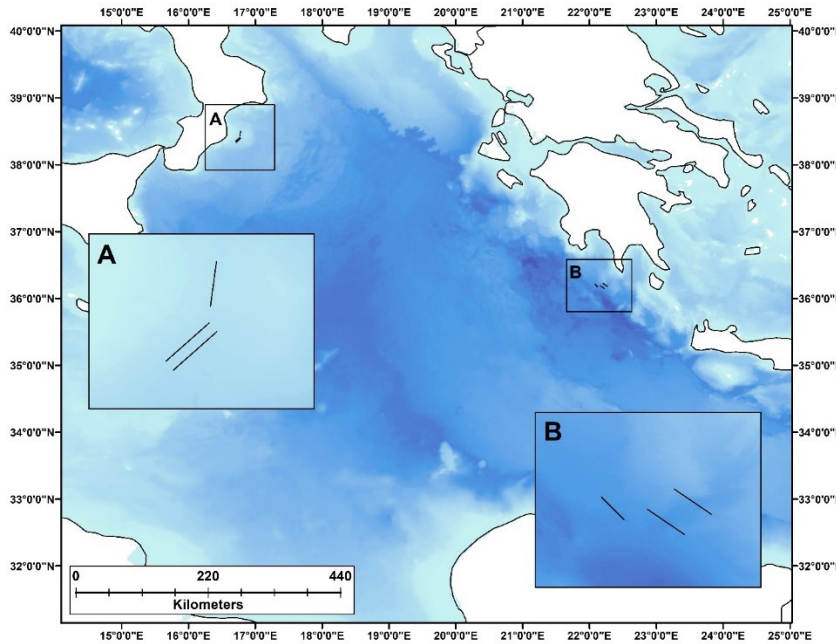 15°0'0"E 16°0'0"E 17°0'0"E 18°0'0"E 19°0'0"E 20°0'0"E 21°0'0"E 22°0'0"E 23°0'0"E 24°0'0"E 25°0'0"E
40°0'0"N 40°0'0"N
39°0'0"N 39°0'0"N
A
38°0'0"N 38°0'0"N
37°0'0"N 37°0'0"N
A
B
36°0'0"N 36°0'0"N
35°0'0"N 35°0'0"N
34°0'0"N 34°0'0"N
B
33°0'0"N 33°0'0"N
32°0'0"N 32°0'0"N
0 220 440
Kilometers
15°0'0"E 16°0'0"E 17°0'0"E 18°0'0"E 19°0'0"E 20°0'0"E 21°0'0"E 22°0'0"E 23°0'0"E 24°0'0"E 25°0'0"E